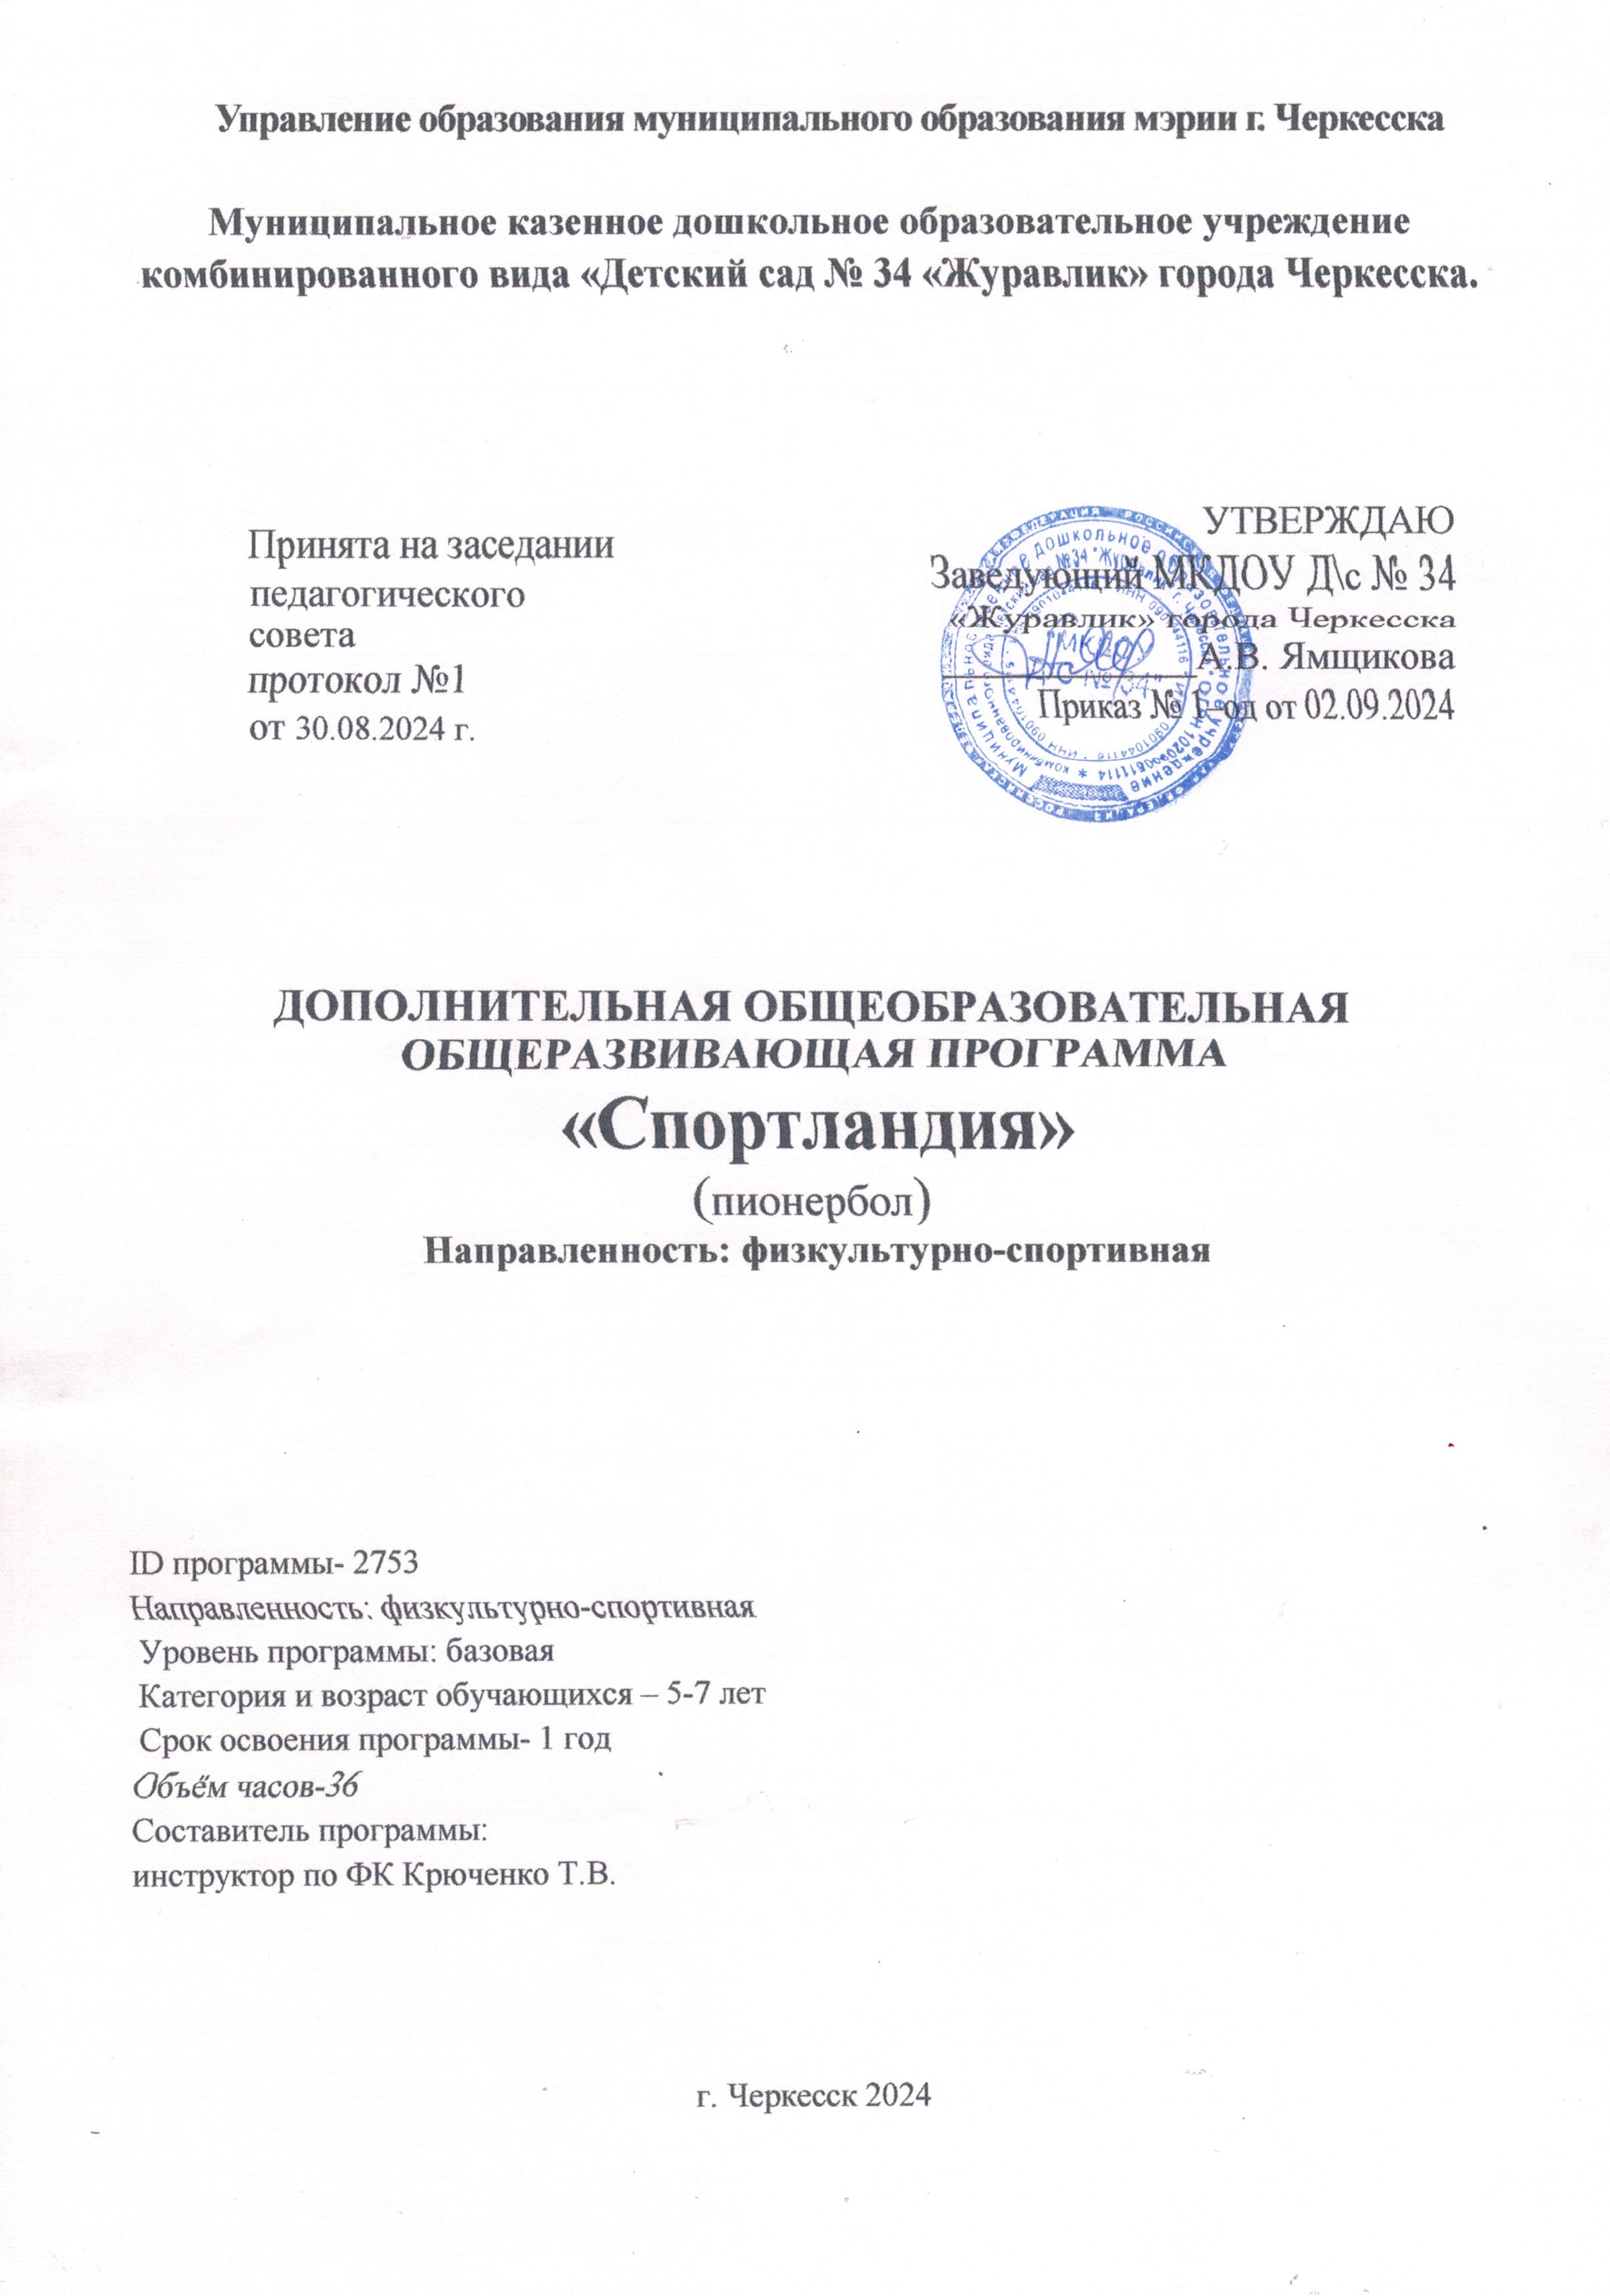 Управление образования муниципального образования мэрии г. Черкесска
Муниципальное казенное дошкольное образовательное учреждение
комбинированного вида «Детский сад № 34 «Журавлик» города Черкесска.
Принята на заседании
педагогического
совета
протокол №1
от 30.08.2024 г.
УТВЕРЖДАЮ
Заведующий МКДОУ Д\с № 34
«Журавлик» города Черкесска
А.В. Ямщикова
Приказ № 1-од от 02.09.2024
ДОПОЛНИТЕЛЬНАЯ ОБЩЕОБРАЗОВАТЕЛЬНАЯ
ОБЩЕРАЗВИВАЮЩАЯ ПРОГРАММА
«Спортландия»
(пионербол)
Направленность: физкультурно-спортивная
ID программы- 2753
Направленность: физкультурно-спортивная
Уровень программы: базовая
Категория и возраст обучающихся – 5-7 лет
Срок освоения программы- 1 год
Объём часов-36
Составитель программы:
инструктор по ФК Крюченко Т.В.
г. Черкесск 2024